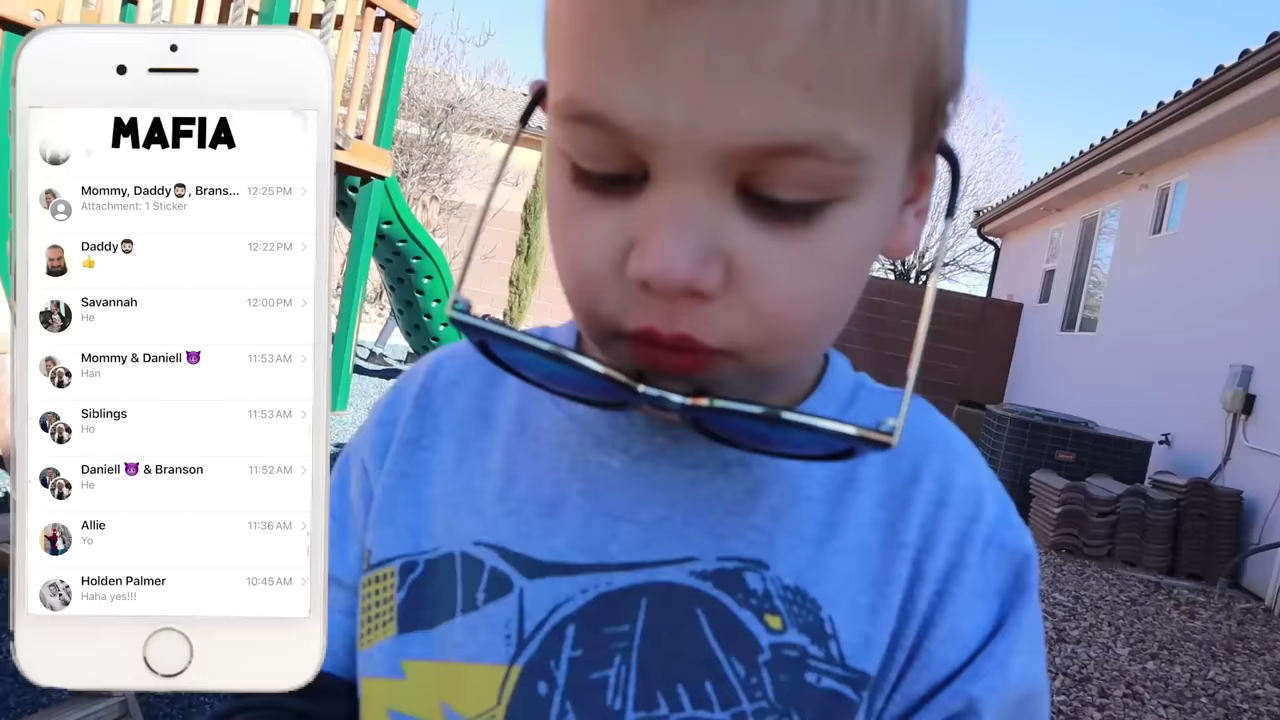 MAFIA
Mommy, Daddy🧔🏻, Brans... 12:25 PM
Attachment: 1 Sticker
Daddy🧔🏻 12:22 PM
👍
Savannah 12:00 PM
He
Mommy & Daniell 😈 11:53 AM
Han
Siblings 11:53 AM
Ho
Daniell 😈 & Branson 11:52 AM
He
Allie 11:36 AM
Yo
Holden Palmer 10:45 AM
Haha yes!!!